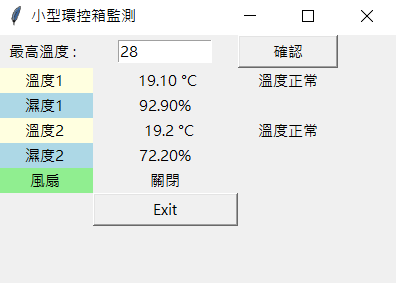 小型環控箱監測
最高溫度 : 28 確認
溫度1 19.10 °C 溫度正常
濕度1 92.90%
溫度2 19.2 °C 溫度正常
濕度2 72.20%
風扇 關閉
Exit